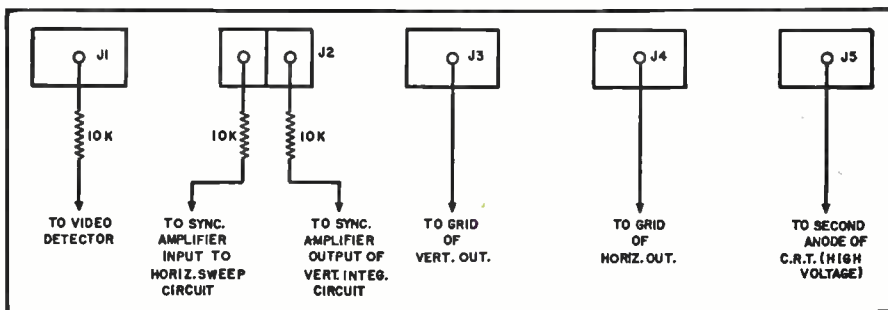 J1
J2
J3
J4
J5
10K
10K
10K
TO VIDEO
DETECTOR
TO SYNC.
AMPLIFIER
INPUT TO
HORIZ. SWEEP
CIRCUIT
TO SYNC.
AMPLIFIER
OUTPUT OF
VERT. INTEG.
CIRCUIT
TO GRID
OF
VERT. OUT.
TO GRID
OF
HORIZ. OUT.
TO SECOND
ANODE OF
C.R.T. (HIGH
VOLTAGE)